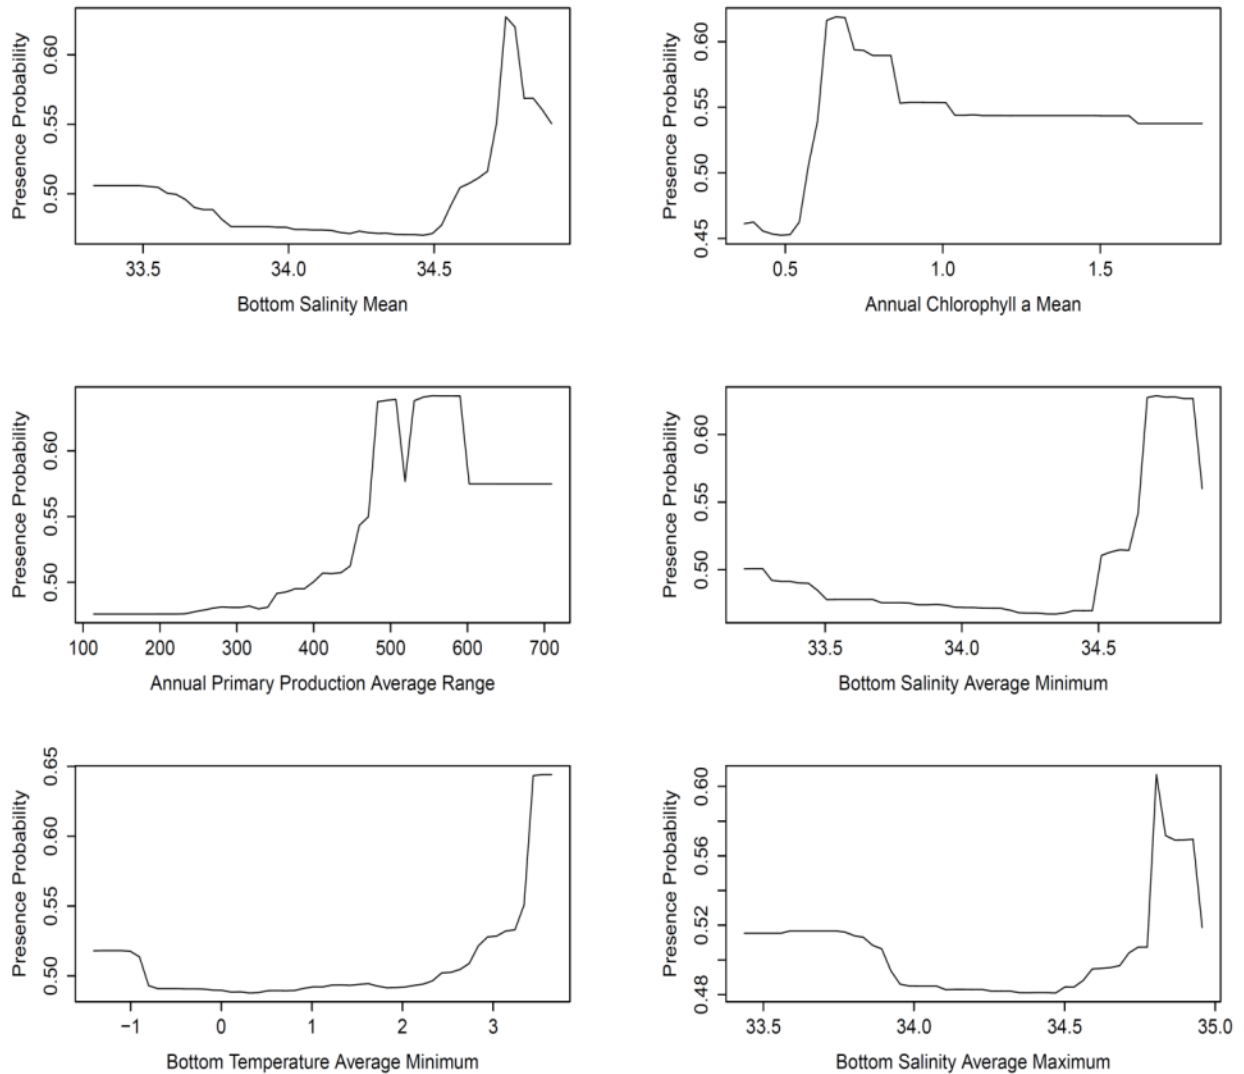 Presence Probability
0.60
0.55
0.50
33.5 34.0 34.5
Bottom Salinity Mean
Presence Probability
0.60
0.55
0.50
0.45
0.5 1.0 1.5
Annual Chlorophyll a Mean
Presence Probability
0.60
0.55
0.50
100 200 300 400 500 600 700
Annual Primary Production Average Range
Presence Probability
0.60
0.55
0.50
33.5 34.0 34.5
Bottom Salinity Average Minimum
Presence Probability
0.65
0.60
0.55
0.50
−1 0 1 2 3
Bottom Temperature Average Minimum
Presence Probability
0.60
0.56
0.52
0.48
33.5 34.0 34.5 35.0
Bottom Salinity Average Maximum